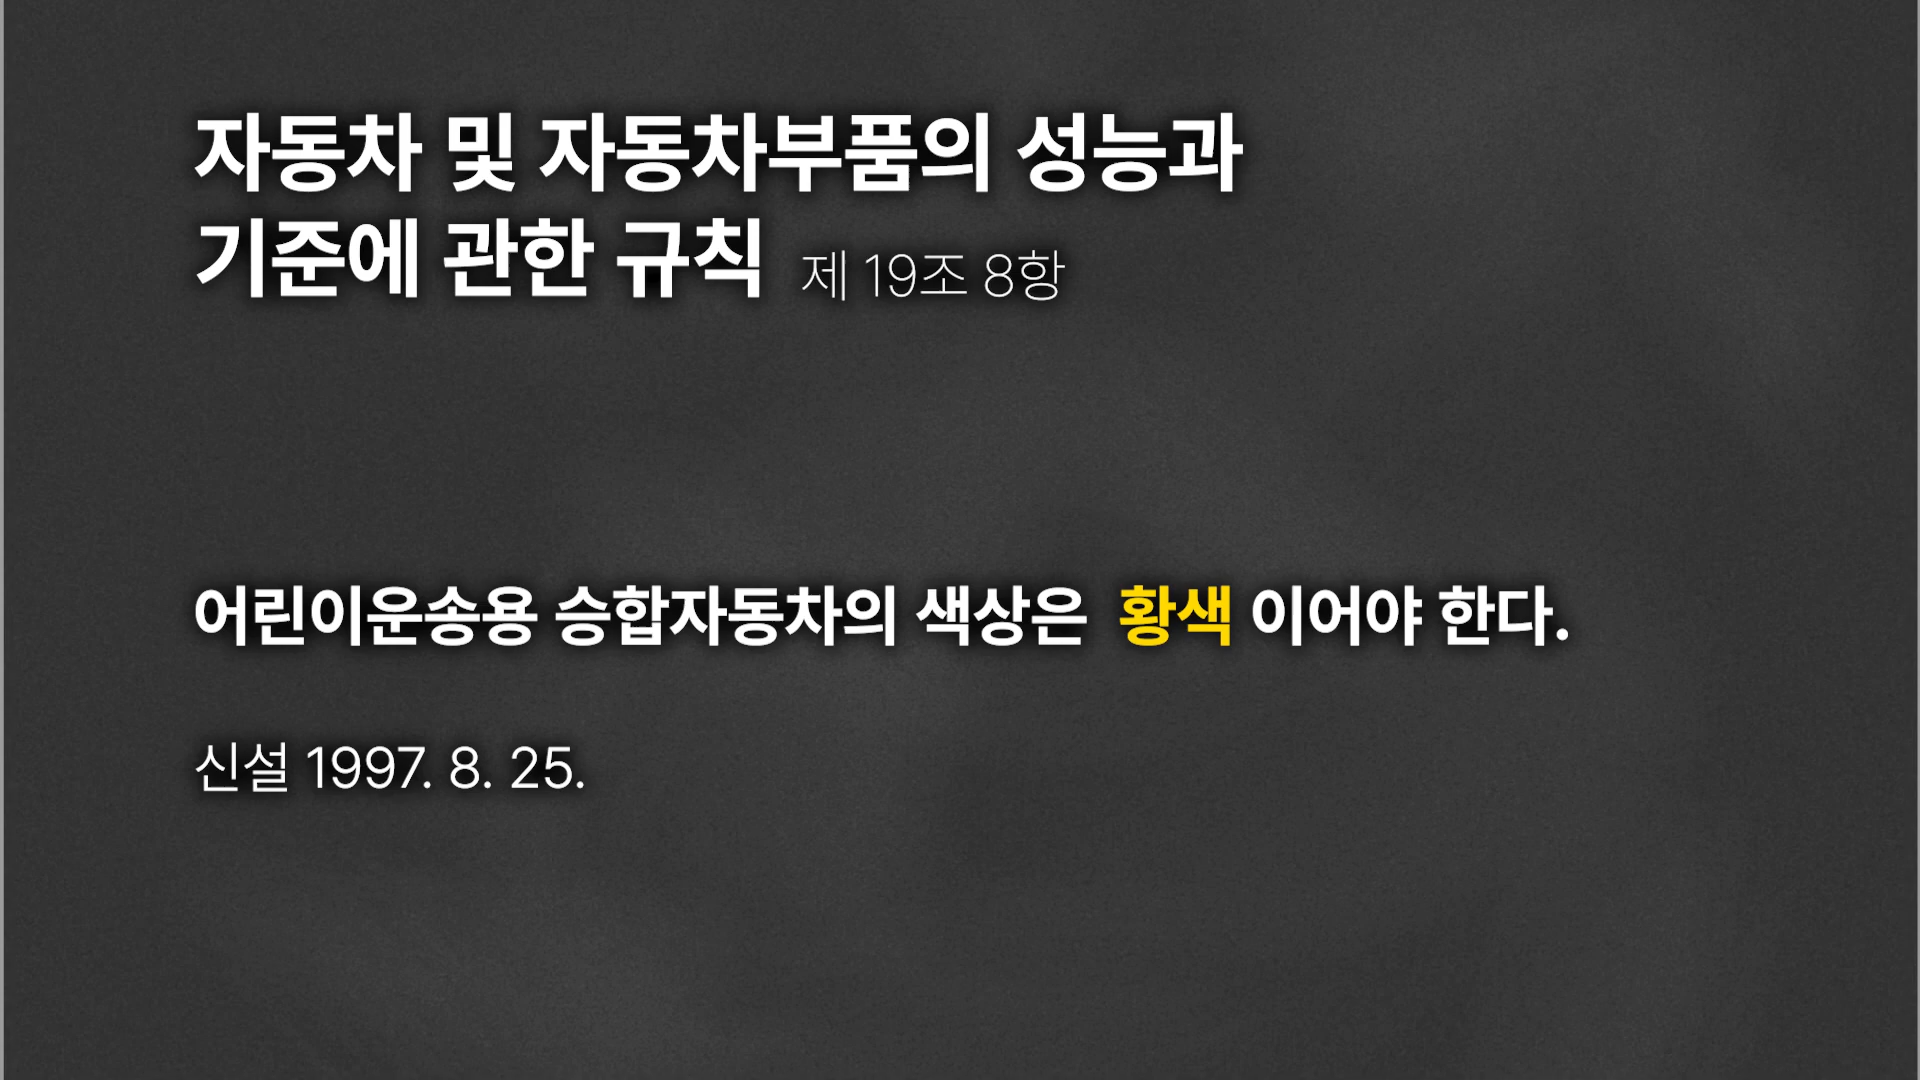 자동차 및 자동차부품의 성능과
기준에 관한 규칙 제 19조 8항
어린이운송용 승합자동차의 색상은 황색 이어야 한다.
신설 1997. 8. 25.